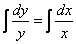 ∫ dy/y = ∫ dx/x